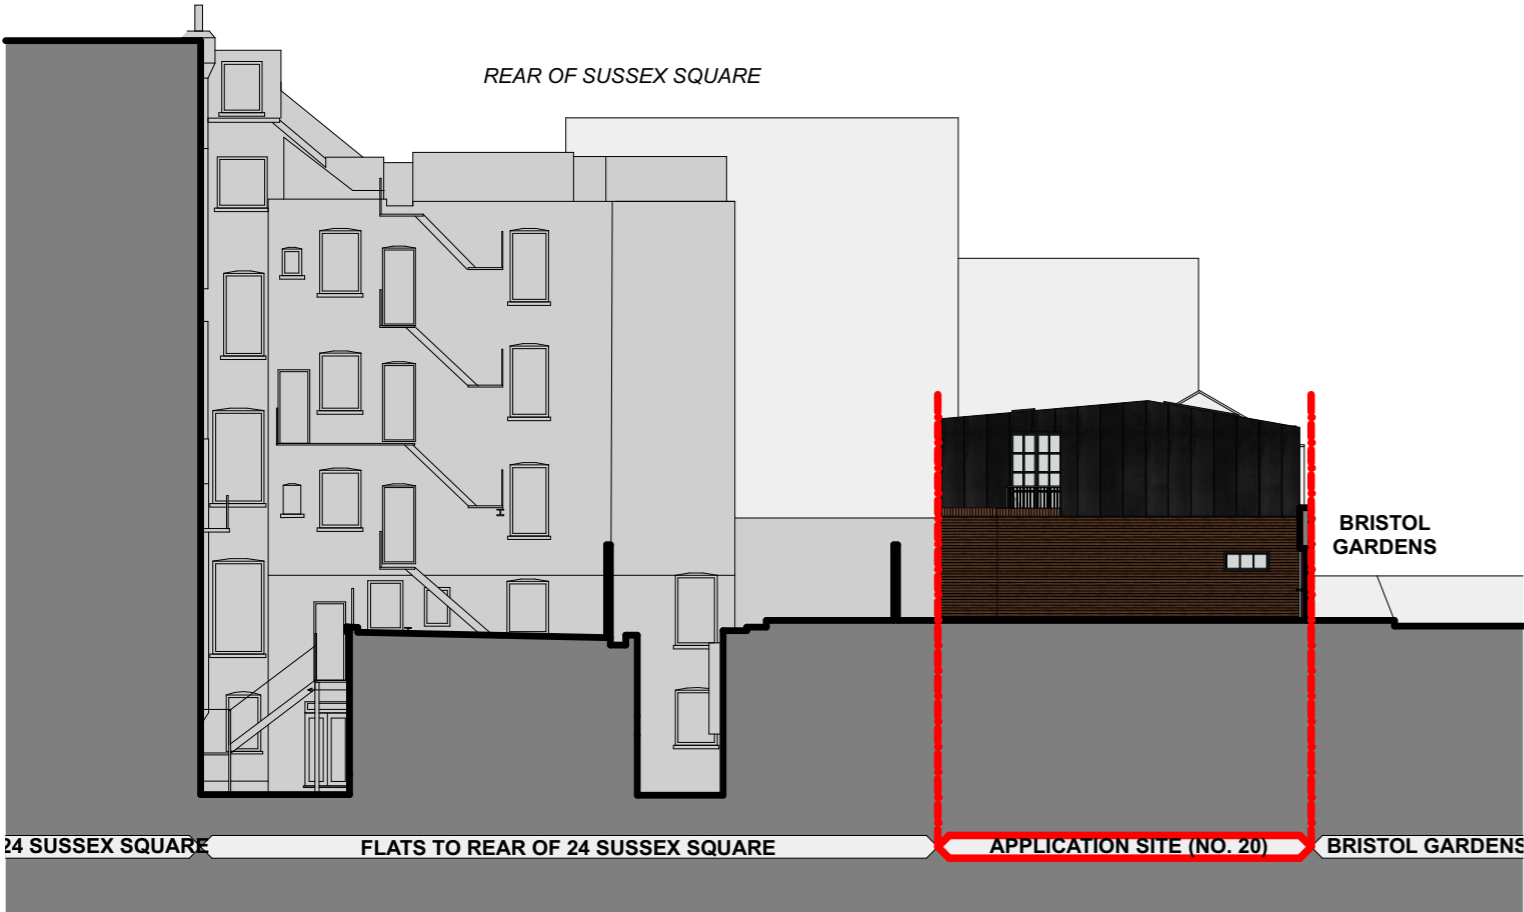 REAR OF SUSSEX SQUARE
BRISTOL
GARDENS
24 SUSSEX SQUARE
FLATS TO REAR OF 24 SUSSEX SQUARE
APPLICATION SITE (NO. 20)
BRISTOL GARDENS